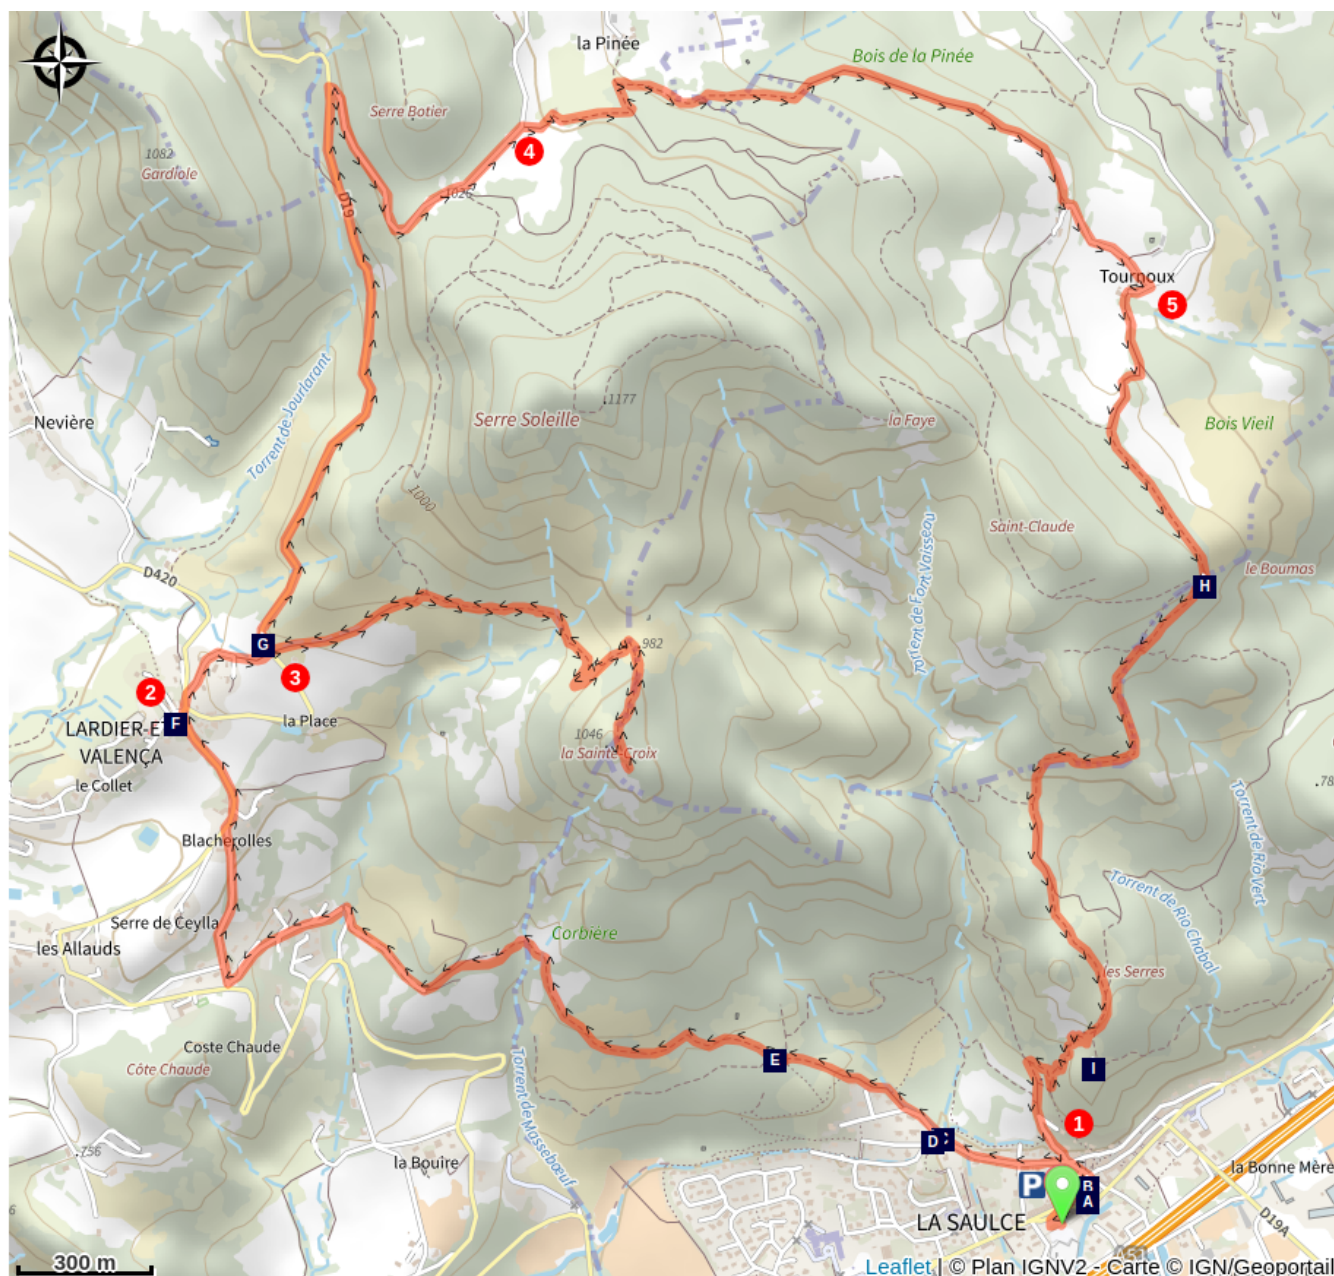 la Pinée
Bois de la Pinée
Serre Botier
1082
Gardiole
4
1026
D19
Tournoux
5
Torrent de Jourlarant
1177
Serre Soleille
la Faye
Nevière
Bois Vieil
1000
Saint-Claude
Torrent de Font Vaisseau
le Boumas
D420
H
G
982
3
2
F
LARDIER-ET
VALENÇA
la Place
1046
la Sainte-Croix
le Collet
.78
Torrent de Rio Vert
Blacherolles
Torrent de Rio Chabal
Serre de Ceylla
Corbière
les Allauds
les Serres
Coste Chaude
Côte Chaude
E
I
Torrent de Massebœuf
1
D
C
756
la Bouire
la Bonne Mère
P
B
A
6
LA SAULCE
D19A
A51
300 m
Leaflet | © Plan IGNV2 - Carte © IGN/Geoportail